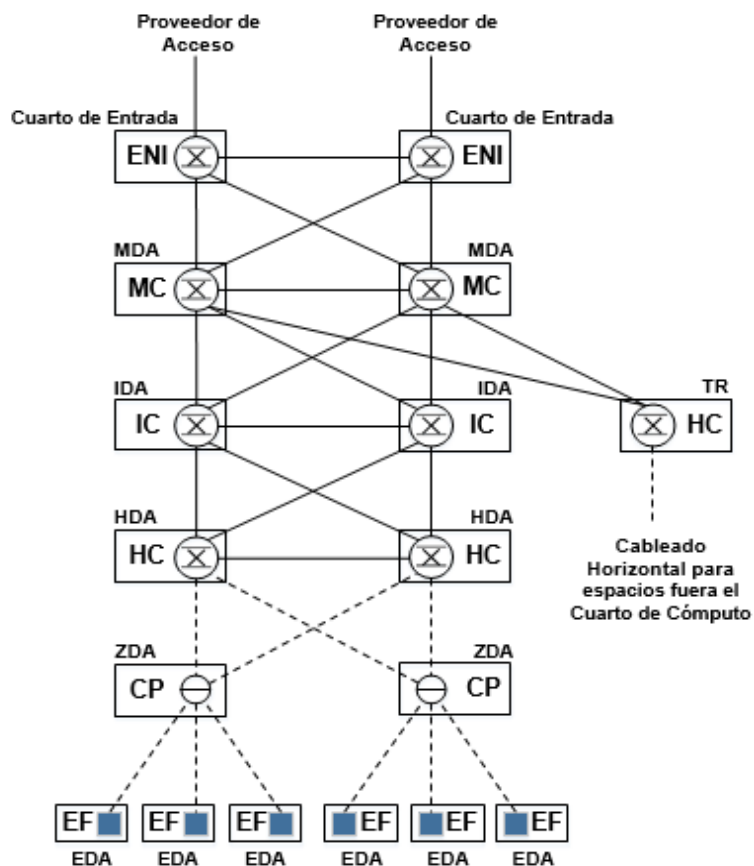 Proveedor de
Acceso
Proveedor de
Acceso
Cuarto de Entrada
Cuarto de Entrada
ENI
ENI
MDA
MDA
MC
MC
IDA
IDA
TR
IC
IC
HC
HDA
HDA
HC
HC
Cableado
Horizontal para
espacios fuera el
Cuarto de Cómputo
ZDA
ZDA
CP
CP
EF
EF
EF
EF
EF
EF
EDA
EDA
EDA
EDA
EDA
EDA